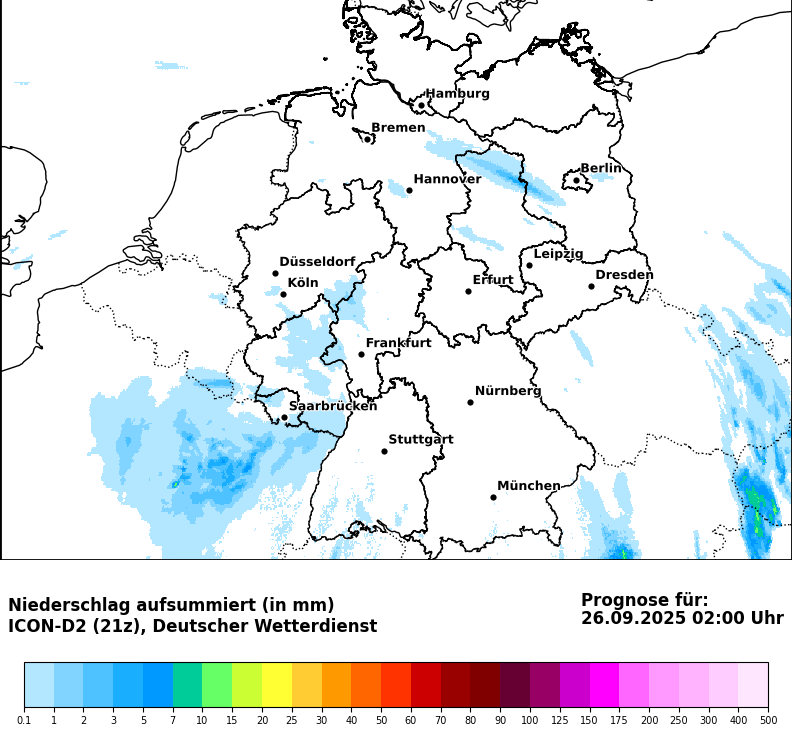 Hamburg
Bremen
Berlin
Hannover
Düsseldorf
Leipzig
Köln
Erfurt
Dresden
Frankfurt
Nürnberg
Saarbrücken
Stuttgart
München
Niederschlag aufsummiert (in mm)
ICON-D2 (21z), Deutscher Wetterdienst
Prognose für:
26.09.2025 02:00 Uhr
0.1 1 2 3 5 7 10 15 20 25 30 40 50 60 70 80 90 100 125 150 175 200 250 300 400 500